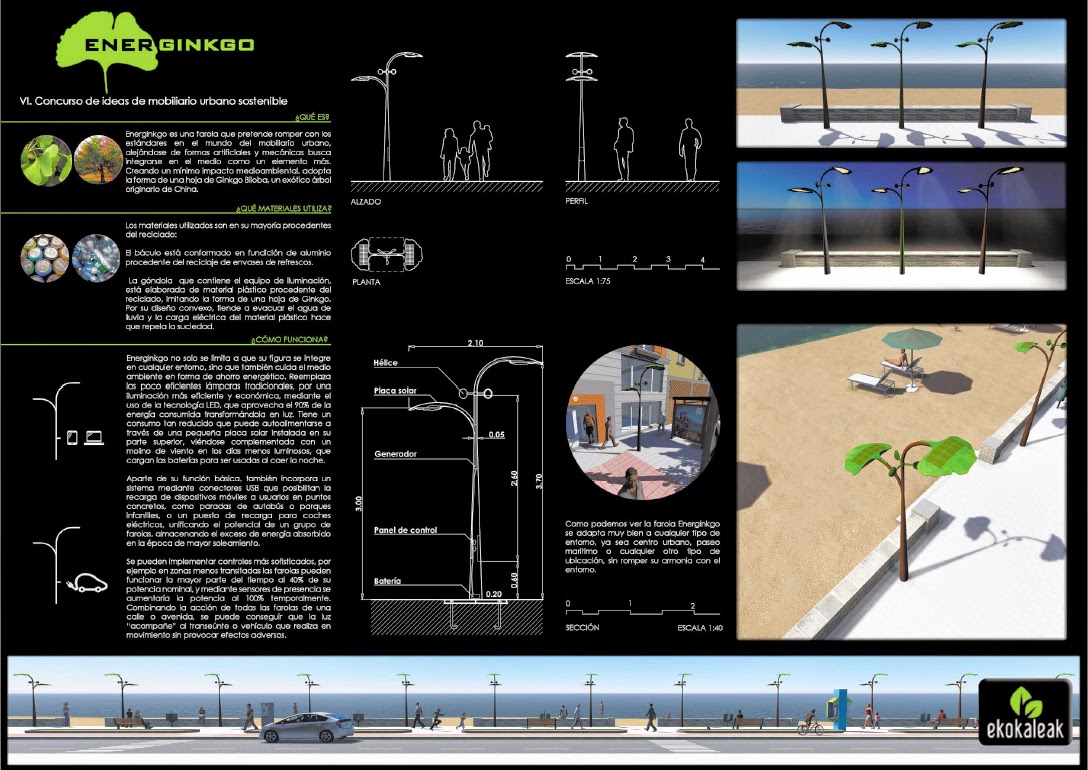 ENERGINKGO
VI. Concurso de ideas de mobiliario urbano sostenible
¿QUÉ ES?
Energinkgo es una farola que pretende romper con los
estándares en el mundo del mobiliario urbano,
alejándose de formas artificiales y mecánicas busca
integrarse en el medio como un elemento más.
Creando un mínimo impacto medioambiental, adopta
la forma de una hoja de Ginkgo Biloba, un exótico árbol
originario de China.
¿QUÉ MATERIALES UTILIZA?
Los materiales utilizados son en su mayoría procedentes
del reciclado:
El báculo está conformado en fundición de aluminio
procedente del reciclaje de envases de refrescos.
La góndola que contiene el equipo de iluminación,
está elaborada de material plástico procedente del
reciclado, imitando la forma de una hoja de Ginkgo.
Por su diseño convexo, tiende a evacuar el agua de
lluvia y la carga eléctrica del material plástico hace
que repela la suciedad.
¿CÓMO FUNCIONA?
Energinkgo no solo se limita a que su figura se integre
en cualquier entorno, sino que también cuida el medio
ambiente en forma de ahorro energético. Reemplaza
las poco eficientes lámparas tradicionales, por una
iluminación más eficiente y económica, mediante el
uso de la tecnología LED, que aprovecha el 90% de la
energía consumida transformándola en luz. Tiene un
consumo tan reducido que puede autoalimentarse a
través de una pequeña placa solar instalada en su
parte superior, viéndose complementada con un
molino de viento en los días menos luminosos, que
cargan las baterías para ser usadas al caer la noche.
Aparte de su función básica, también incorpora un
sistema mediante conectores USB que posibilitan la
recarga de dispositivos móviles a usuarios en puntos
concretos, como paradas de autobús o parques
infantiles, o un puesto de recarga para coches
eléctricos, unificando el potencial de un grupo de
farolas, almacenando el exceso de energía absorbido
en la época de mayor soleamiento.
Se pueden implementar controles más sofisticados, por
ejemplo en zonas menos transitadas las farolas pueden
funcionar la mayor parte del tiempo al 40% de su
potencia nominal, y mediante sensores de presencia se
aumentaría la potencia al 100% temporalmente.
Combinando la acción de todas las farolas de una
calle o avenida, se puede conseguir que la luz
"acompañe" al transeúnte o vehículo que realiza en
movimiento sin provocar efectos adversos.
ALZADO
PERFIL
PLANTA
0 1 2 3 4
ESCALA 1:75
2.10
Hélice
Placa solar
0.05
Generador
3.00
2.60
3.70
Panel de control
Batería
0.60
0.20
Como podemos ver la farola Energinkgo
se adapta muy bien a cualquier tipo de
entorno, ya sea centro urbano, paseo
marítimo o cualquier otro tipo de
ubicación, sin romper su armonía con el
entorno.
0 1 2
SECCIÓN ESCALA 1:40
ekokaleak